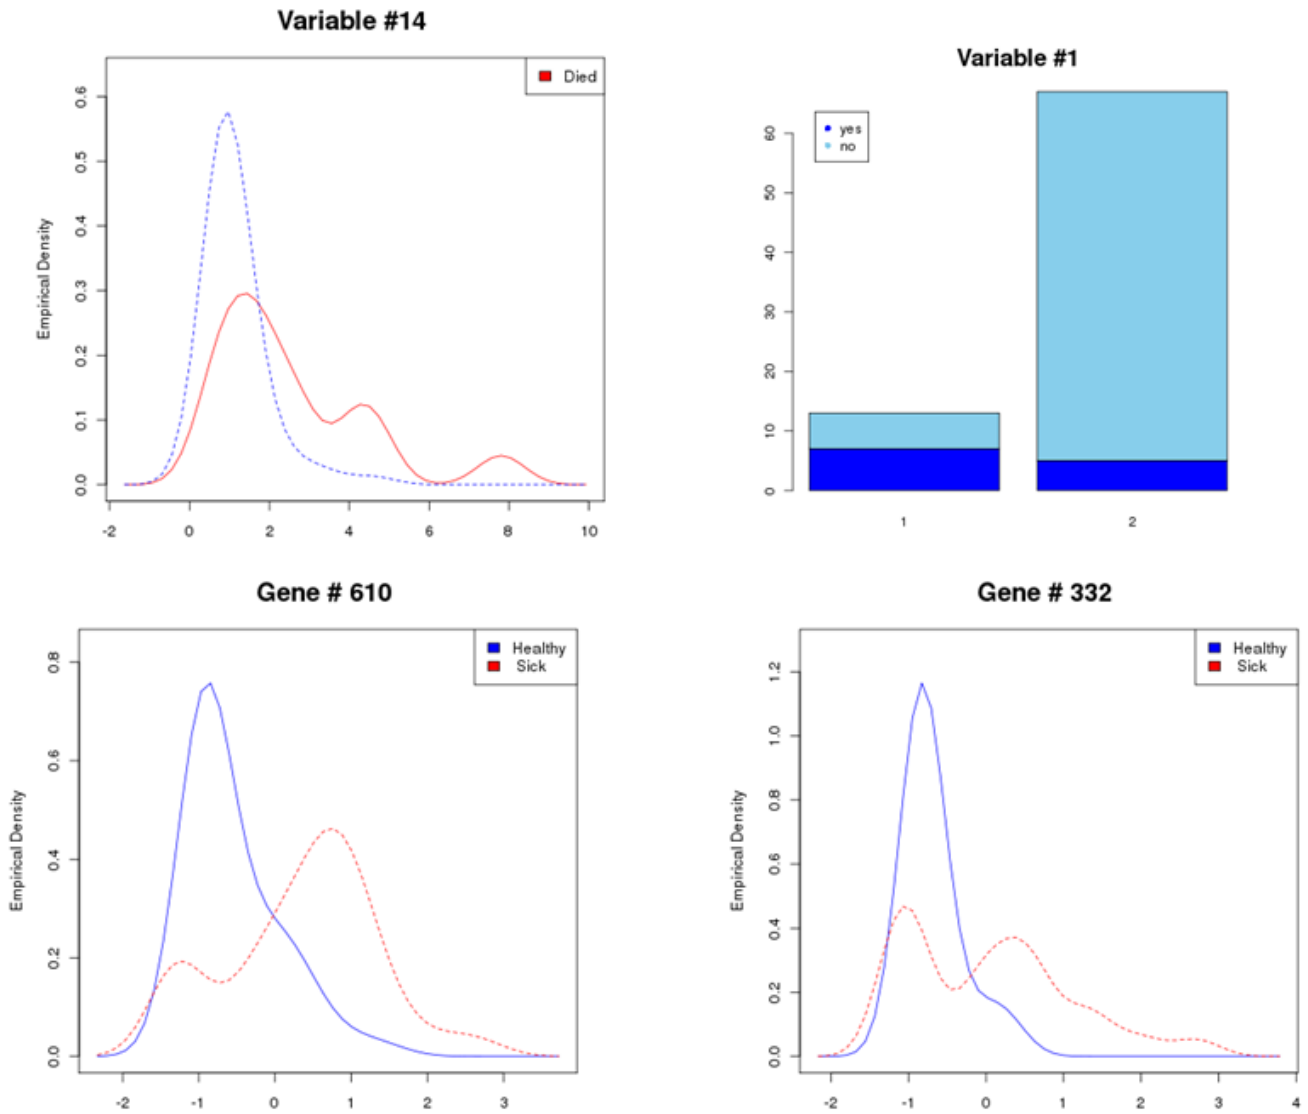 Variable #14
Died
Empirical Density
0.0 0.1 0.2 0.3 0.4 0.5 0.6
-2 0 2 4 6 8 10
Variable #1
yes
no
0 10 20 30 40 50 60
1 2
Gene # 610
Healthy
Sick
Empirical Density
0.0 0.2 0.4 0.6 0.8
-2 -1 0 1 2 3
Gene # 332
Healthy
Sick
Empirical Density
0.0 0.2 0.4 0.6 0.8 1.0 1.2
-2 -1 0 1 2 3 4